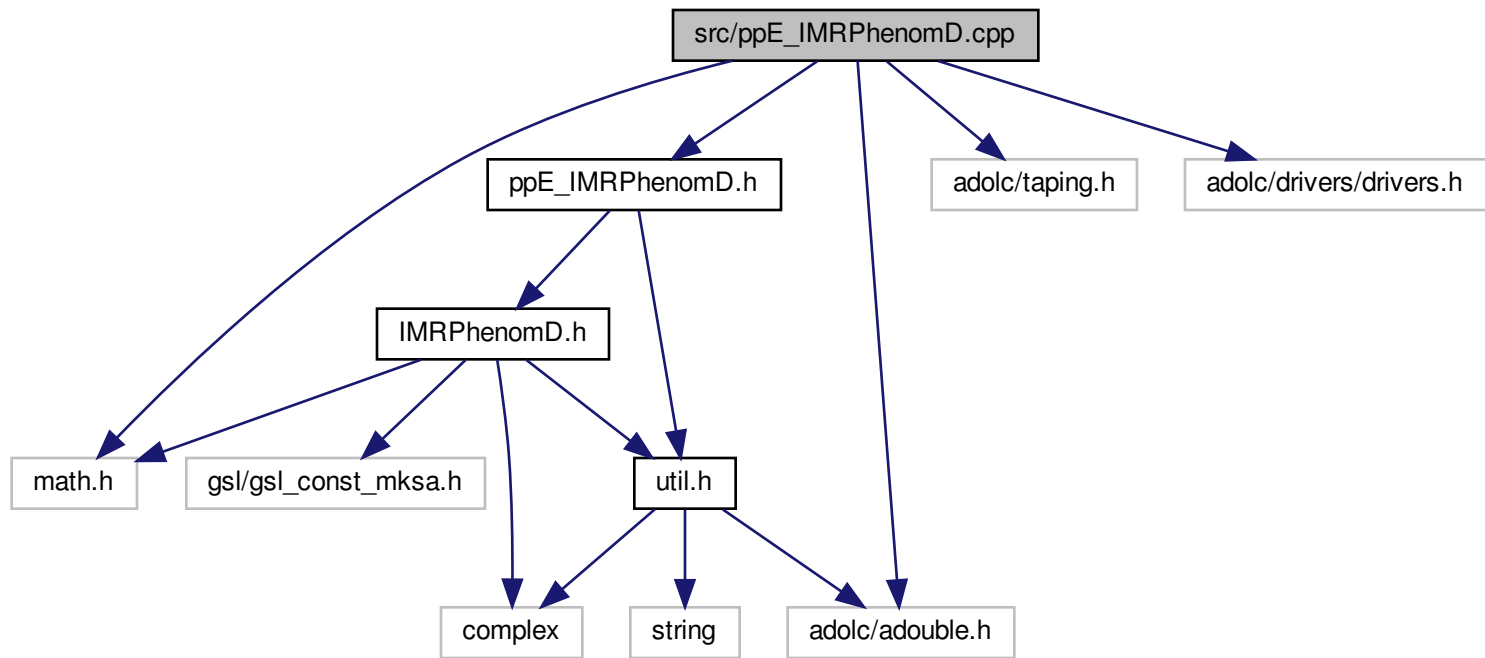 src/ppE_IMRPhenomD.cpp
ppE_IMRPhenomD.h
adolc/taping.h
adolc/drivers/drivers.h
IMRPhenomD.h
math.h
gsl/gsl_const_mksa.h
util.h
complex
string
adolc/adouble.h